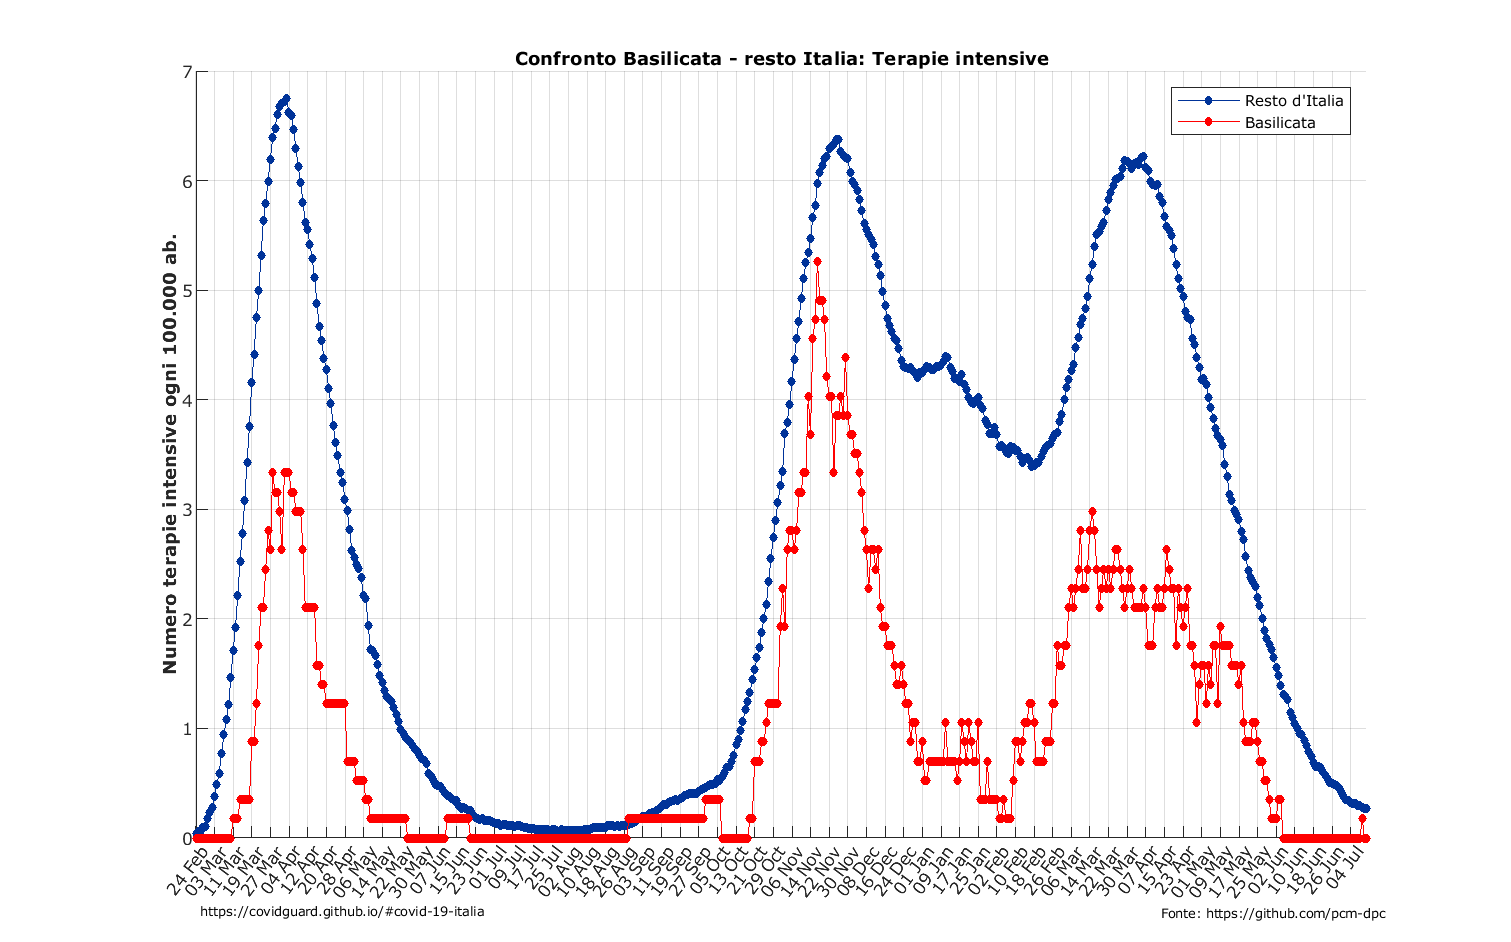 Confronto Basilicata - resto Italia: Terapie intensive
Numero terapie intensive ogni 100.000 ab.
7
6
5
4
3
2
1
0
Resto d'Italia
Basilicata
24 Feb
03 Mar
11 Mar
19 Mar
27 Mar
04 Apr
12 Apr
20 Apr
28 Apr
06 May
14 May
22 May
30 May
07 Jun
15 Jun
23 Jun
01 Jul
09 Jul
17 Jul
25 Jul
02 Aug
10 Aug
18 Aug
26 Aug
03 Sep
11 Sep
19 Sep
27 Sep
05 Oct
13 Oct
21 Oct
29 Oct
06 Nov
14 Nov
22 Nov
30 Nov
08 Dec
16 Dec
24 Dec
01 Jan
09 Jan
17 Jan
25 Jan
02 Feb
10 Feb
18 Feb
26 Feb
06 Mar
14 Mar
22 Mar
30 Mar
07 Apr
15 Apr
23 Apr
01 May
09 May
17 May
25 May
02 Jun
10 Jun
18 Jun
26 Jun
04 Jul
https://covidguard.github.io/#covid-19-italia
Fonte: https://github.com/pcm-dpc